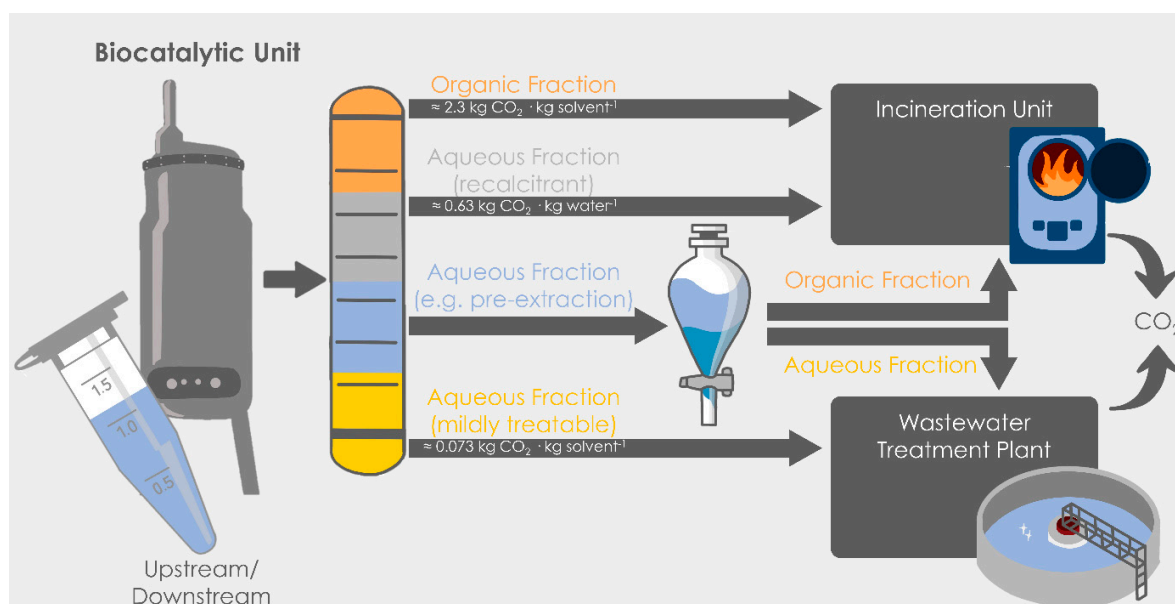 Biocatalytic Unit
Organic Fraction
≈ 2.3 kg CO₂ · kg solvent⁻¹
Aqueous Fraction
(recalcitrant)
≈ 0.63 kg CO₂ · kg water⁻¹
Aqueous Fraction
(e.g. pre-extraction)
Aqueous Fraction
(mildly treatable)
≈ 0.073 kg CO₂ · kg solvent⁻¹
Incineration Unit
Organic Fraction
Aqueous Fraction
CO₂
Wastewater
Treatment Plant
1.5
1.0
0.5
Upstream/
Downstream